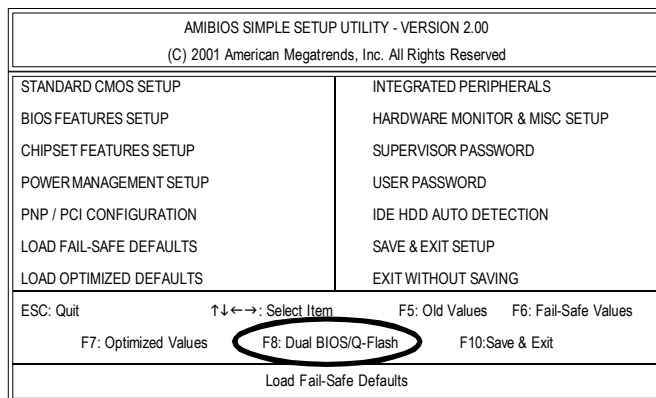 AMIBIOS SIMPLE SETUP UTILITY - VERSION 2.00
(C) 2001 American Megatrends, Inc. All Rights Reserved
STANDARD CMOS SETUP
BIOS FEATURES SETUP
CHIPSET FEATURES SETUP
POWER MANAGEMENT SETUP
PNP / PCI CONFIGURATION
LOAD FAIL-SAFE DEFAULTS
LOAD OPTIMIZED DEFAULTS
INTEGRATED PERIPHERALS
HARDWARE MONITOR & MISC SETUP
SUPERVISOR PASSWORD
USER PASSWORD
IDE HDD AUTO DETECTION
SAVE & EXIT SETUP
EXIT WITHOUT SAVING
ESC: Quit ↑↓←→: Select Item F5: Old Values F6: Fail-Safe Values
F7: Optimized Values F8: Dual BIOS/Q-Flash F10:Save & Exit
Load Fail-Safe Defaults